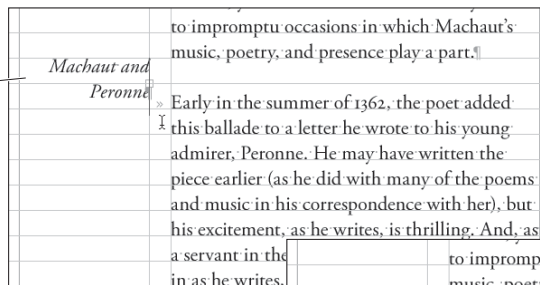 to impromptu occasions in which Machaut's
music, poetry, and presence play a part.¶
Machaut and
Peronne
Early in the summer of 1362, the poet added
this ballade to a letter he wrote to his young
admirer, Peronne. He may have written the
piece earlier (as he did with many of the poems
and music in his correspondence with her), but
his excitement, as he writes, is thrilling. And, as
a servant in the
in as he writes.
to impromp
music, poet